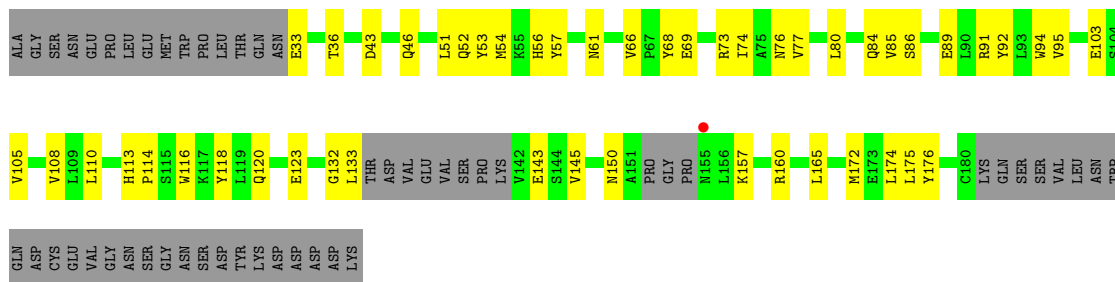 ALA GLY SER ASN GLU PRO LEU GLU MET TRP PRO LEU THR GLN ASN E33 T36 D43 Q46 L51 Q52 Y53 M54 K55 H56 Y57 N61 V66 P67 Y68 E69 R73 I74 A75 N76 V77 L80 Q84 V85 S86 E89 L90 R91 Y92 L93 W94 V95 E103 S104
V105 V108 L109 L110 H113 P114 S115 W116 K117 Y118 L119 Q120 E123 G132 L133 THR ASP VAL GLU VAL SER PRO LYS V142 E143 S144 V145 N150 A151 PRO GLY PRO N155 L156 K157 R160 L165 M172 E173 L174 L175 Y176 C180 LYS GLN SER SER VAL LEU ASN TRP
GLN ASP CYS GLU VAL GLY ASN SER GLY ASN SER ASP TYR LYS ASP ASP ASP ASP LYS